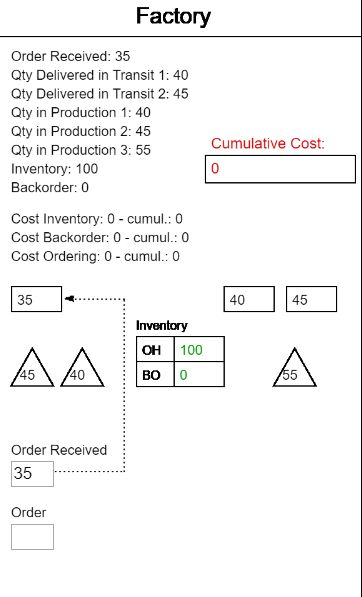 Factory
Order Received: 35
Qty Delivered in Transit 1: 40
Qty Delivered in Transit 2: 45
Qty in Production 1: 40
Qty in Production 2: 45
Qty in Production 3: 55
Inventory: 100
Backorder: 0
Cumulative Cost:
0
Cost Inventory: 0 - cumul.: 0
Cost Backorder: 0 - cumul.: 0
Cost Ordering: 0 - cumul.: 0
35
40 45
Inventory
OH 100
BO 0
45 40
55
Order Received
35
Order